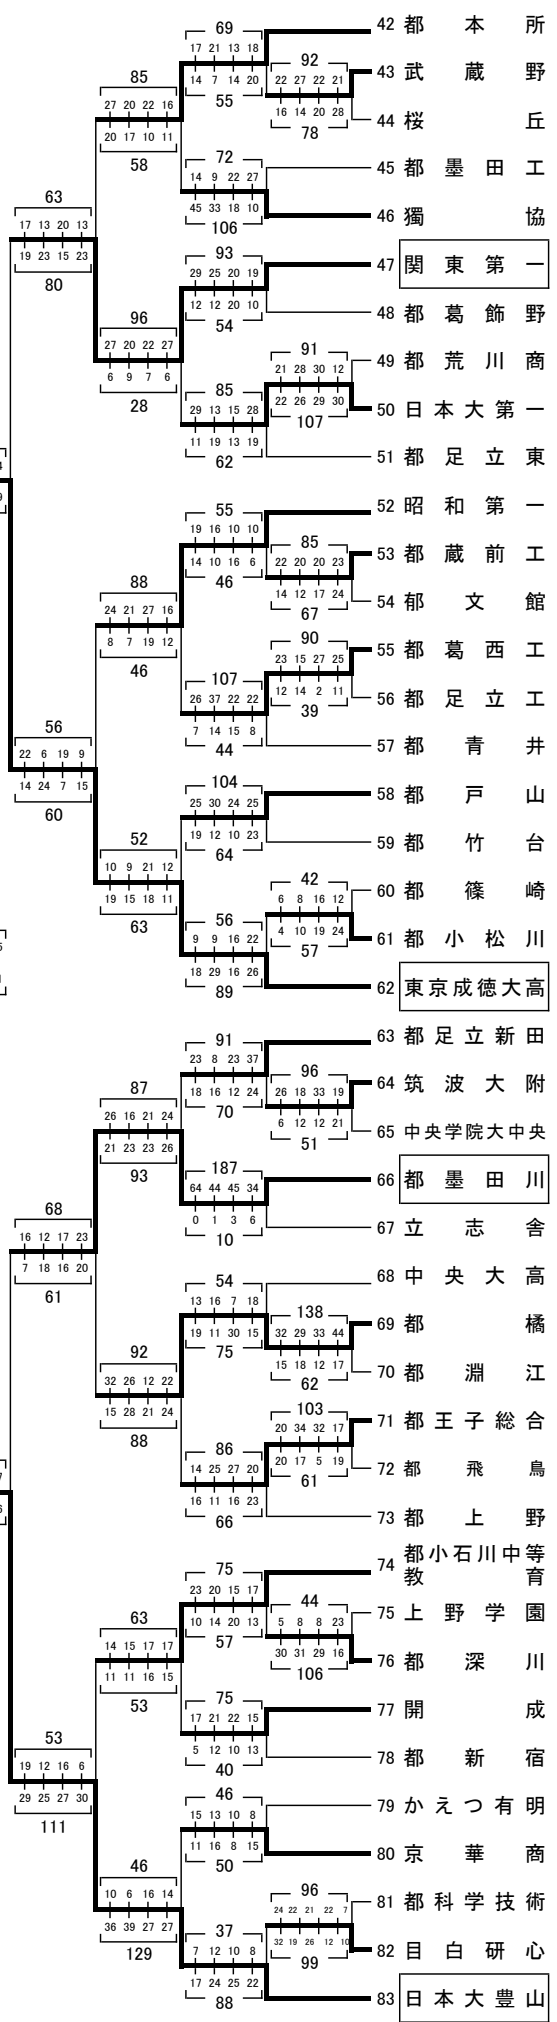 69
17 21 13 18
14 7 14 20
55
42 都本所
92
22 27 22 21
16 14 20 28
78
43 武蔵野
44 桜丘
85
27 20 22 16
20 17 10 11
58
72
14 9 22 27
45 33 18 10
106
45 都墨田工
46 獨協
63
17 13 20 13
19 23 15 23
80
93
29 25 20 19
12 12 20 10
54
47 関東第一
48 都葛飾野
96
27 20 22 27
6 9 7 6
28
91
21 28 30 12
22 26 29 30
107
49 都荒川商
50 日本大第一
85
29 13 15 28
11 19 13 19
62
51 都足立東
55
19 16 10 10
14 10 16 6
46
52 昭和第一
85
22 20 20 23
14 12 17 24
67
53 都蔵前工
54 郁文館
88
24 21 27 16
8 7 19 12
46
90
23 15 27 25
12 14 2 11
39
55 都葛西工
56 都足立工
107
26 37 22 22
7 14 15 8
44
57 都青井
56
22 6 19 9
14 24 7 15
60
104
25 30 24 25
19 12 10 23
64
58 都戸山
59 都竹台
52
10 9 21 12
19 15 18 11
63
42
6 8 16 12
4 10 19 24
57
60 都篠崎
61 都小松川
56
9 9 16 22
18 29 16 26
89
62 東京成徳大高
91
23 8 23 37
18 16 12 24
70
63 都足立新田
96
26 18 33 19
6 12 12 21
51
64 筑波大附
65 中央学院大中央
87
26 16 21 24
21 23 23 26
93
187
64 44 45 34
0 1 3 6
10
66 都墨田川
67 立志舎
68
16 12 17 23
7 18 16 20
61
54
13 16 7 18
19 11 30 15
75
68 中央大高
138
32 29 33 44
15 18 12 17
62
69 都橘
70 都淵江
92
32 26 12 22
15 28 21 24
88
103
20 34 32 17
20 17 5 19
61
71 都王子総合
72 都飛鳥
86
14 25 27 20
16 11 16 23
66
73 都上野
75
23 20 15 17
10 14 20 13
57
74 都小石川中等
教育
44
5 8 8 23
30 31 29 16
106
75 上野学園
76 都深川
63
14 15 17 17
11 11 16 15
53
75
17 21 22 15
5 12 10 13
40
77 開成
78 都新宿
53
19 12 16 6
29 25 27 30
111
46
15 13 10 8
11 16 8 15
50
79 かえつ有明
80 京華商
46
10 6 16 14
36 39 27 27
129
96
24 22 21 22 7
32 19 26 12 10
99
81 都科学技術
82 目白研心
37
7 12 10 8
17 24 25 22
88
83 日本大豊山